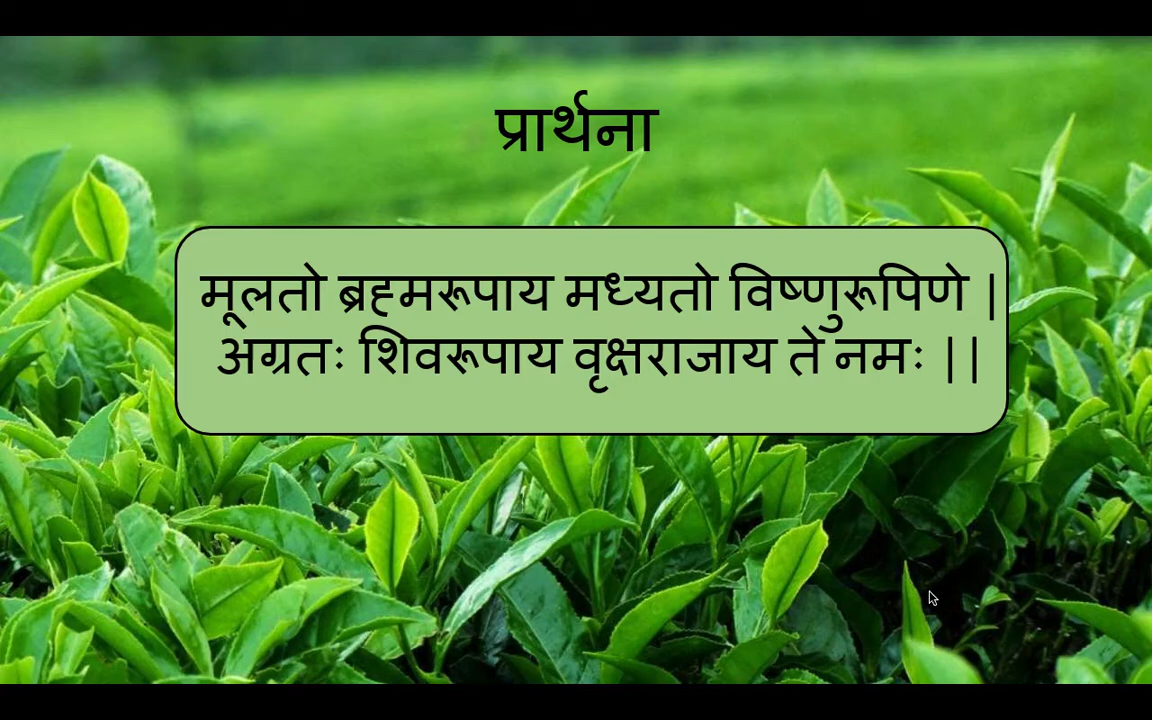 प्रार्थना
मूलतो ब्रह्मरूपाय मध्यतो विष्णुरूपिणे |
अग्रतः शिवरूपाय वृक्षराजाय ते नमः ||